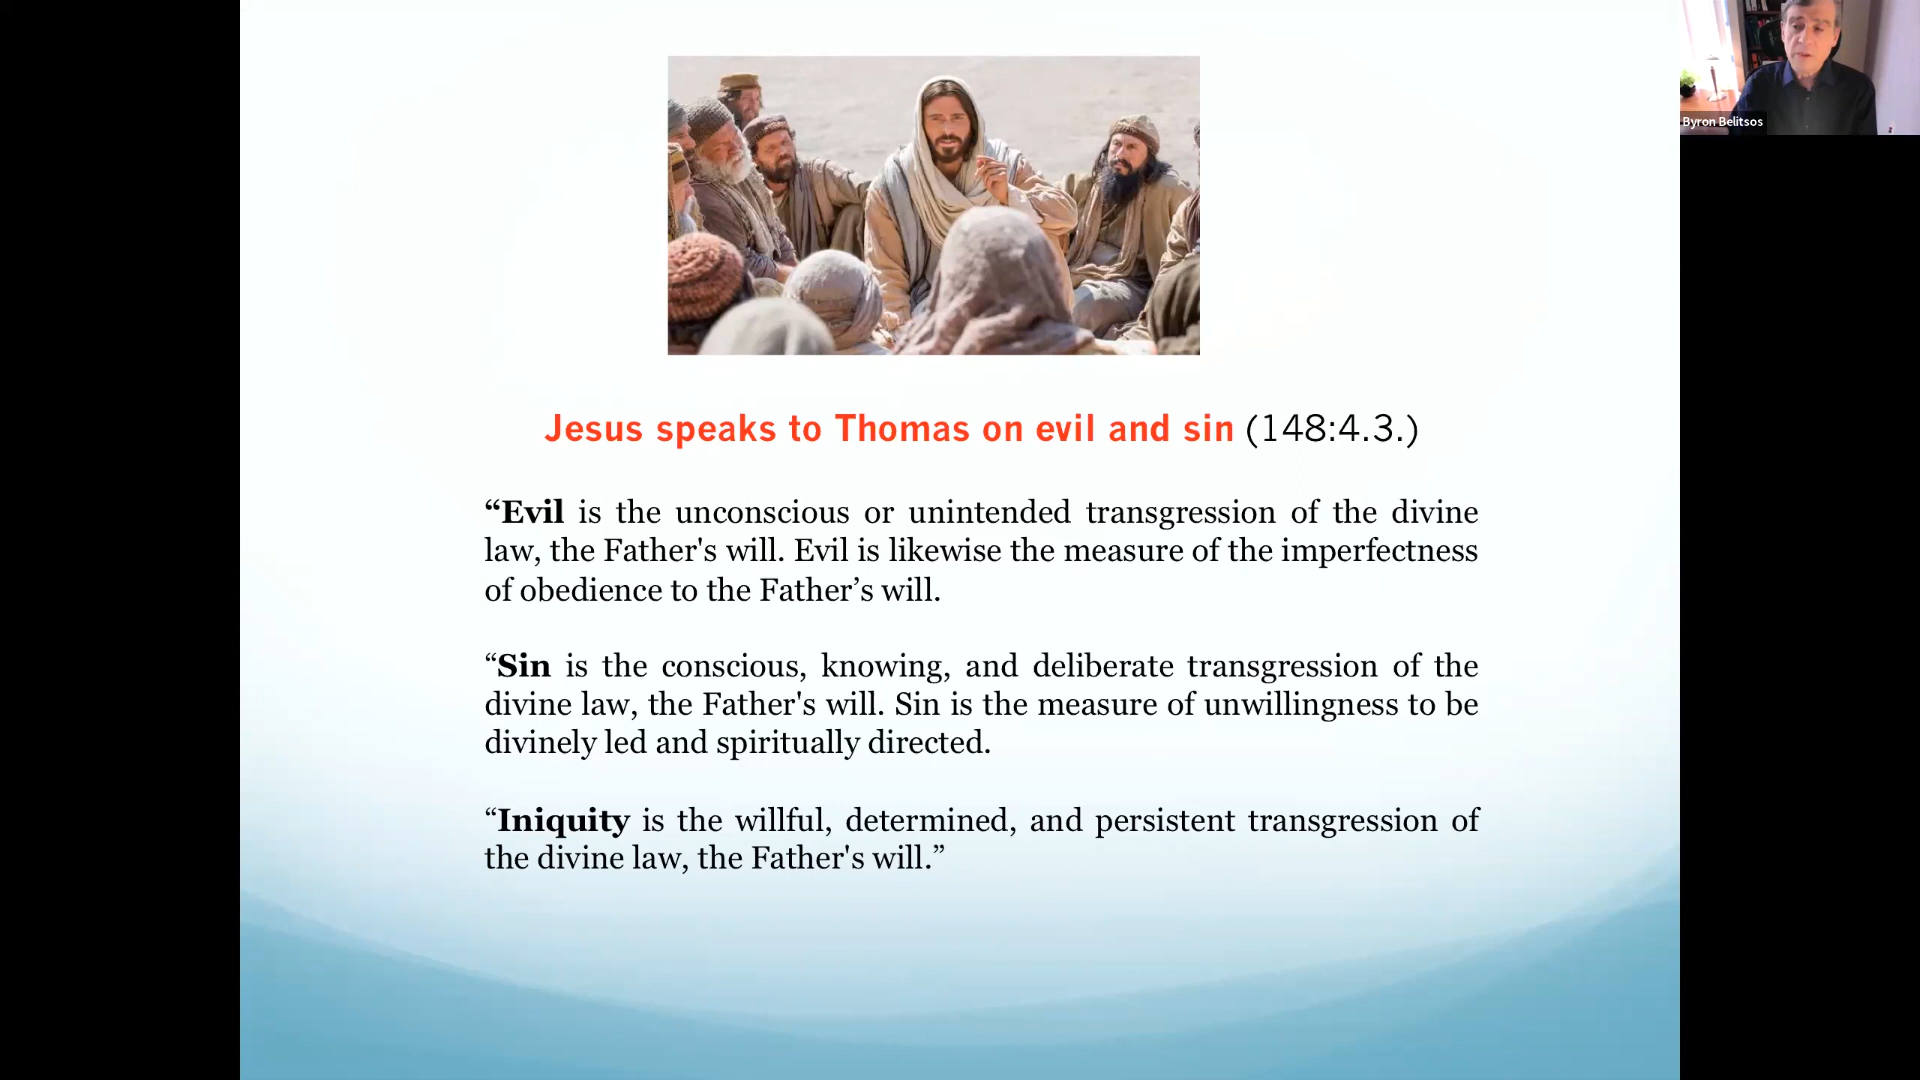 Byron Belitsos
Jesus speaks to Thomas on evil and sin (148:4.3.)
“Evil is the unconscious or unintended transgression of the divine
law, the Father's will. Evil is likewise the measure of the imperfectness
of obedience to the Father’s will.
“Sin is the conscious, knowing, and deliberate transgression of the
divine law, the Father's will. Sin is the measure of unwillingness to be
divinely led and spiritually directed.
“Iniquity is the willful, determined, and persistent transgression of
the divine law, the Father's will.”